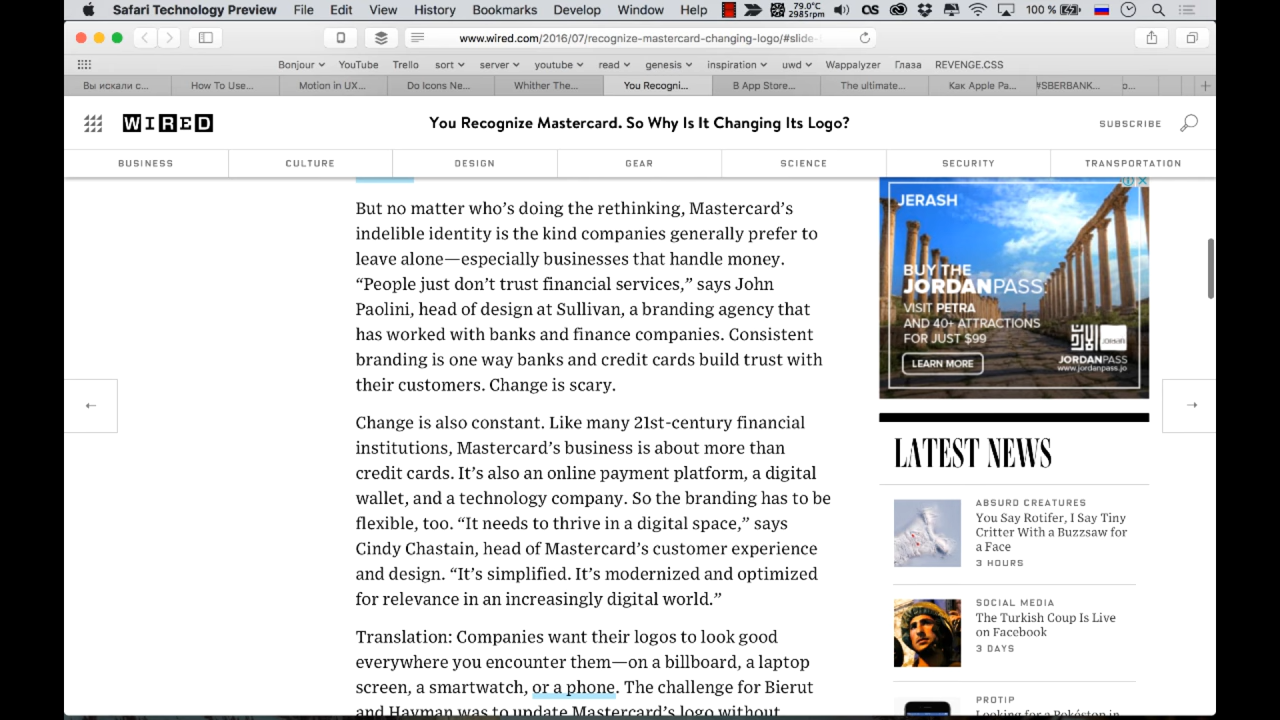 Safari Technology Preview File Edit View History Bookmarks Develop Window Help 79.0°C 2985rpm 100 %
www.wired.com/2016/07/recognize-mastercard-changing-logo/#slide-
Bonjour YouTube Trello sort server youtube read genesis inspiration uwd Wappalyzer Глаза REVENGE.CSS
Вы искали с... How To Use... Motion in UX... Do Icons Ne... Whither The... You Recogni... В App Store... The ultimate... Как Apple Pa... #SBERBANK... о...
WIRED You Recognize Mastercard. So Why Is It Changing Its Logo? SUBSCRIBE
BUSINESS CULTURE DESIGN GEAR SCIENCE SECURITY TRANSPORTATION
But no matter who’s doing the rethinking, Mastercard’s
indelible identity is the kind companies generally prefer to
leave alone—especially businesses that handle money.
“People just don’t trust financial services,” says John
Paolini, head of design at Sullivan, a branding agency that
has worked with banks and finance companies. Consistent
branding is one way banks and credit cards build trust with
their customers. Change is scary.
Change is also constant. Like many 21st-century financial
institutions, Mastercard’s business is about more than
credit cards. It’s also an online payment platform, a digital
wallet, and a technology company. So the branding has to be
flexible, too. “It needs to thrive in a digital space,” says
Cindy Chastain, head of Mastercard’s customer experience
and design. “It’s simplified. It’s modernized and optimized
for relevance in an increasingly digital world.”
Translation: Companies want their logos to look good
everywhere you encounter them—on a billboard, a laptop
screen, a smartwatch, or a phone. The challenge for Bierut
and Hayman was to update Mastercard’s logo without
JERASH
BUY THE
JORDANPASS.
VISIT PETRA
AND 40+ ATTRACTIONS
FOR JUST $99
LEARN MORE
Jordan
JORDANPASS
www.jordanpass.jo
LATEST NEWS
ABSURD CREATURES
You Say Rotifer, I Say Tiny
Critter With a Buzzsaw for
a Face
3 HOURS
SOCIAL MEDIA
The Turkish Coup Is Live
on Facebook
3 DAYS
PROTIP
Looking for a Pokéstop in